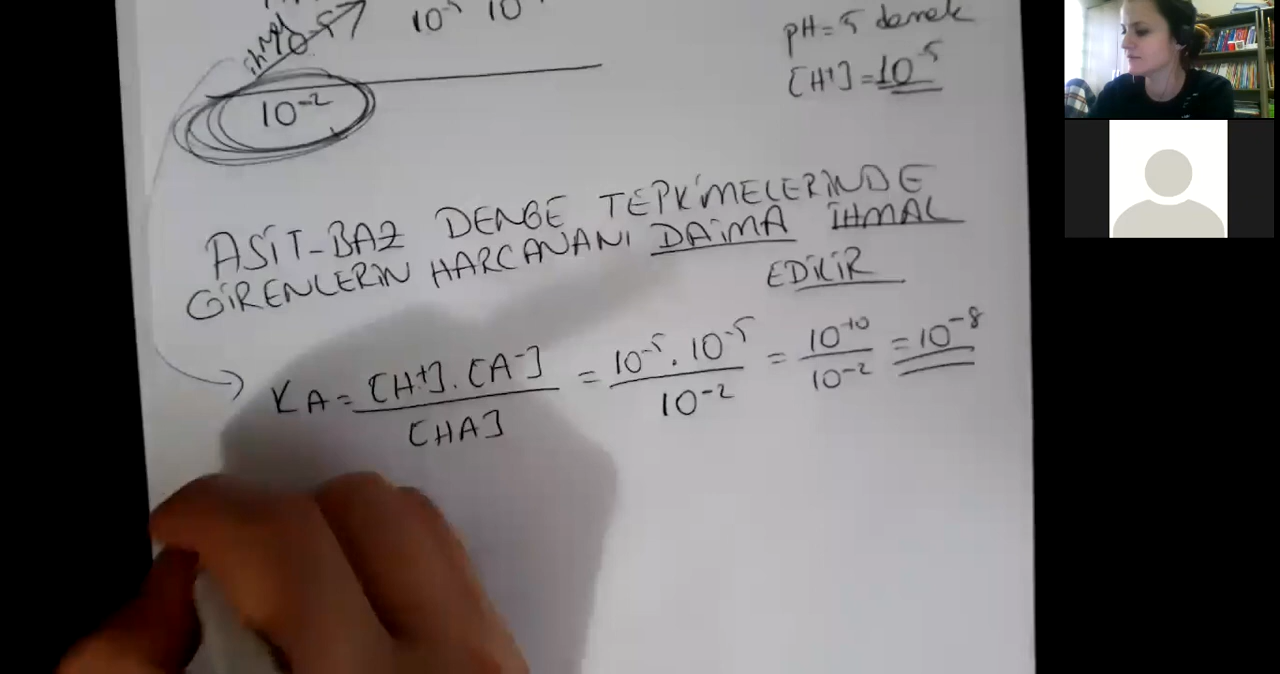 ihmal 10⁻⁵ 10⁻⁵ 10⁻
10⁻²
pH=5 demek
[H⁺]=10⁻⁵
ASİT-BAZ DENGE TEPKİMELERİNDE
GİRENLERİN HARCANANI DAİMA İHMAL
EDİLİR
KA = [H⁺].[A⁻] / [HA] = 10⁻⁵.10⁻⁵ / 10⁻² = 10⁻¹⁰ / 10⁻² = 10⁻⁸